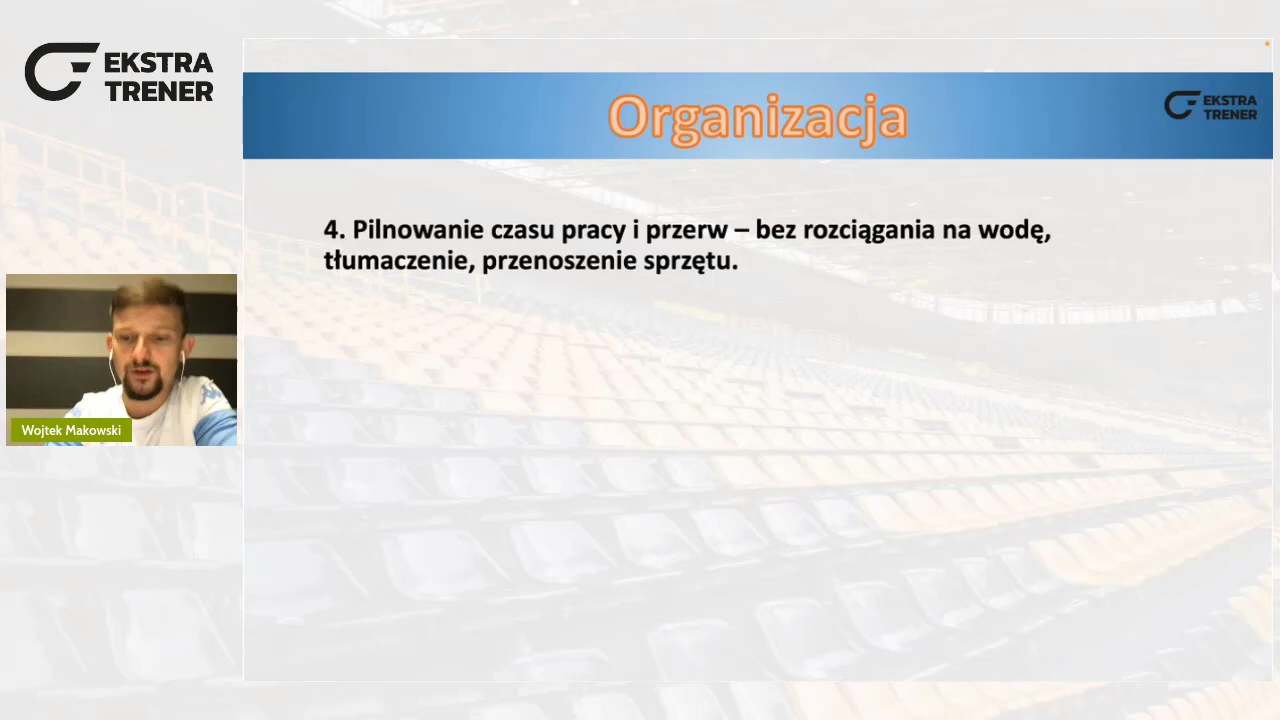 EKSTRA
TRENER
Organizacja
EKSTRA
TRENER
4. Pilnowanie czasu pracy i przerw – bez rozciągania na wodę,
tłumaczenie, przenoszenie sprzętu.
Wojtek Makowski